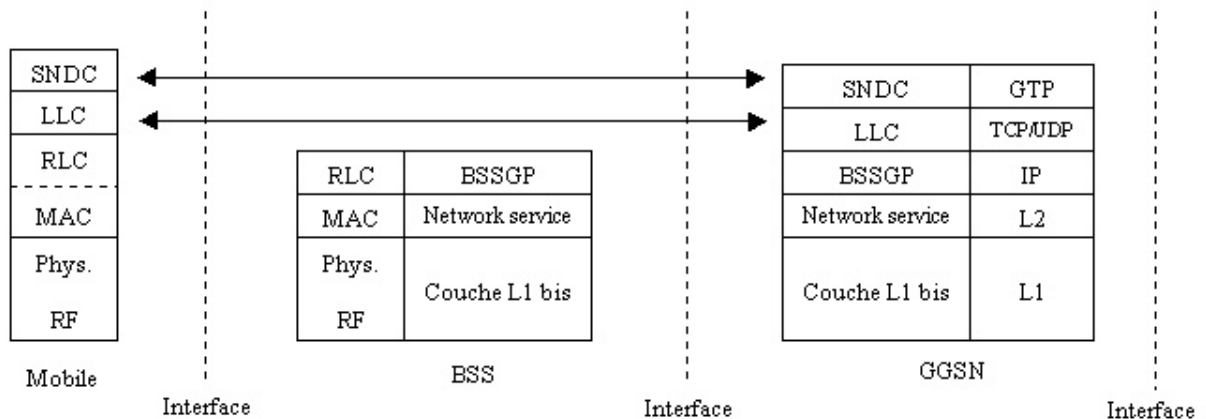 SNDC
LLC
RLC
MAC
Phys.
RF
Mobile
Interface
RLC BSSGP
MAC Network service
Phys.
Couche L1 bis
RF
BSS
Interface
SNDC GTP
LLC TCP/UDP
BSSGP IP
Network service L2
Couche L1 bis L1
GGSN
Interface